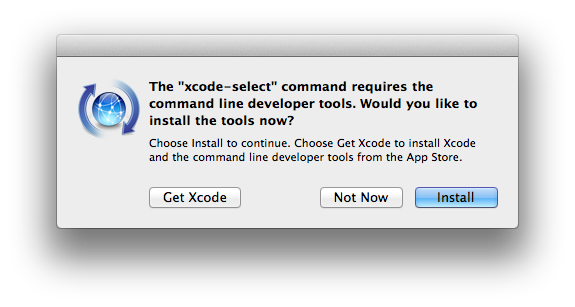 The "xcode-select" command requires the
command line developer tools. Would you like to
install the tools now?
Choose Install to continue. Choose Get Xcode to install Xcode
and the command line developer tools from the App Store.
Get Xcode
Not Now
Install